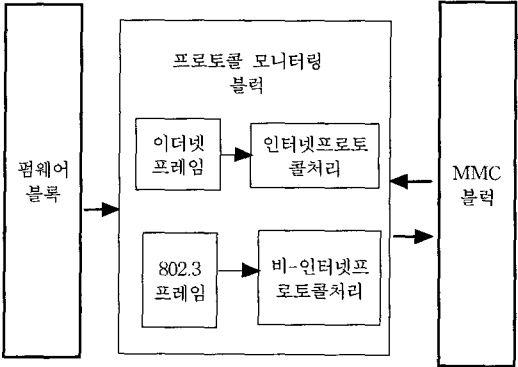 프로토콜 모니터링
블럭
이더넷
프레임
인터넷프로토
콜처리
펌웨어
블록
MMC
블럭
802.3
프레임
비-인터넷프
로토콜처리